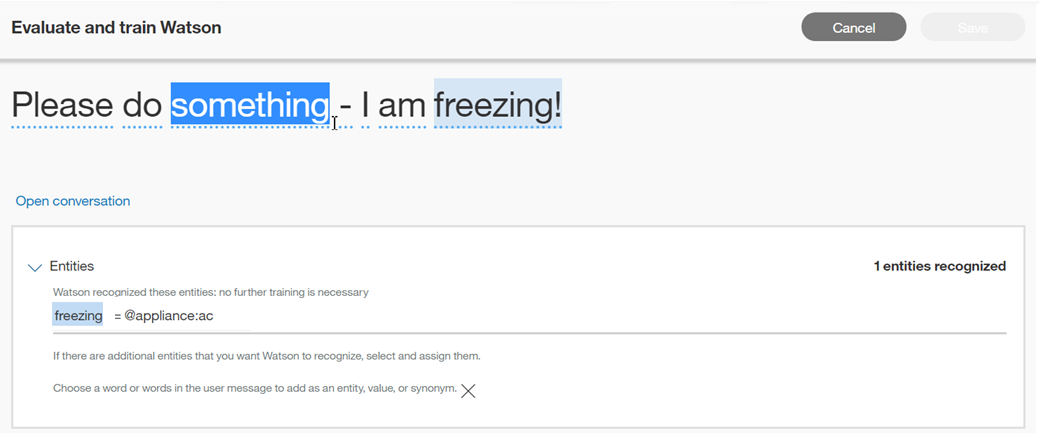 Evaluate and train Watson
Cancel
Save
Please do something - I am freezing!
Open conversation
Entities
1 entities recognized
Watson recognized these entities: no further training is necessary
freezing = @appliance:ac
If there are additional entities that you want Watson to recognize, select and assign them.
Choose a word or words in the user message to add as an entity, value, or synonym.